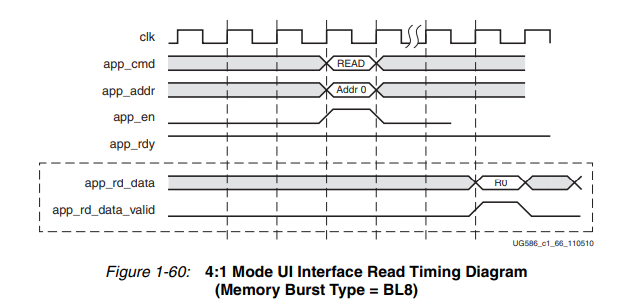 clk
app_cmd
READ
app_addr
Addr 0
app_en
app_rdy
app_rd_data
R0
app_rd_data_valid
UG586_c1_66_110510
Figure 1-60: 4:1 Mode UI Interface Read Timing Diagram
(Memory Burst Type = BL8)